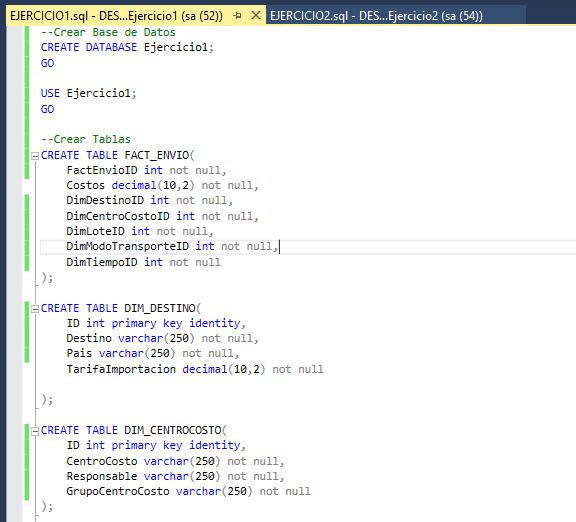 EJERCICIO1.sql - DES...Ejercicio1 (sa (52)) EJERCICIO2.sql - DES...Ejercicio2 (sa (54))
--Crear Base de Datos
CREATE DATABASE Ejercicio1;
GO
USE Ejercicio1;
GO
--Crear Tablas
CREATE TABLE FACT_ENVIO(
FactEnvioID int not null,
Costos decimal(10,2) not null,
DimDestinoID int not null,
DimCentroCostoID int not null,
DimLoteID int not null,
DimModoTransporteID int not null,
DimTiempoID int not null
);
CREATE TABLE DIM_DESTINO(
ID int primary key identity,
Destino varchar(250) not null,
Pais varchar(250) not null,
TarifaImportacion decimal(10,2) not null
);
CREATE TABLE DIM_CENTROCOSTO(
ID int primary key identity,
CentroCosto varchar(250) not null,
Responsable varchar(250) not null,
GrupoCentroCosto varchar(250) not null
);